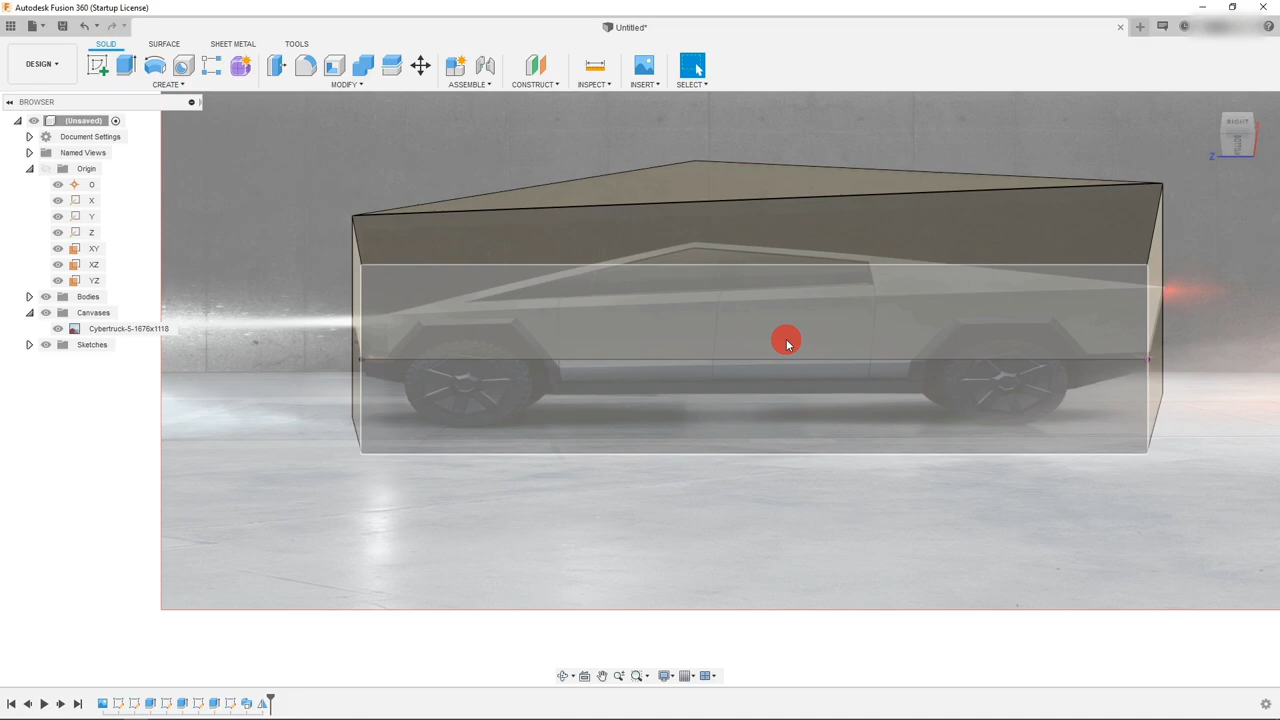 Autodesk Fusion 360 (Startup License)
Untitled*
SOLID SURFACE SHEET METAL TOOLS
DESIGN
CREATE MODIFY ASSEMBLE CONSTRUCT INSPECT INSERT SELECT
BROWSER
(Unsaved)
Document Settings
Named Views
Origin
O
X
Y
Z
XY
XZ
YZ
Bodies
Canvases
Cybertruck-5-1676x1118
Sketches
RIGHT
BOTTOM
Z